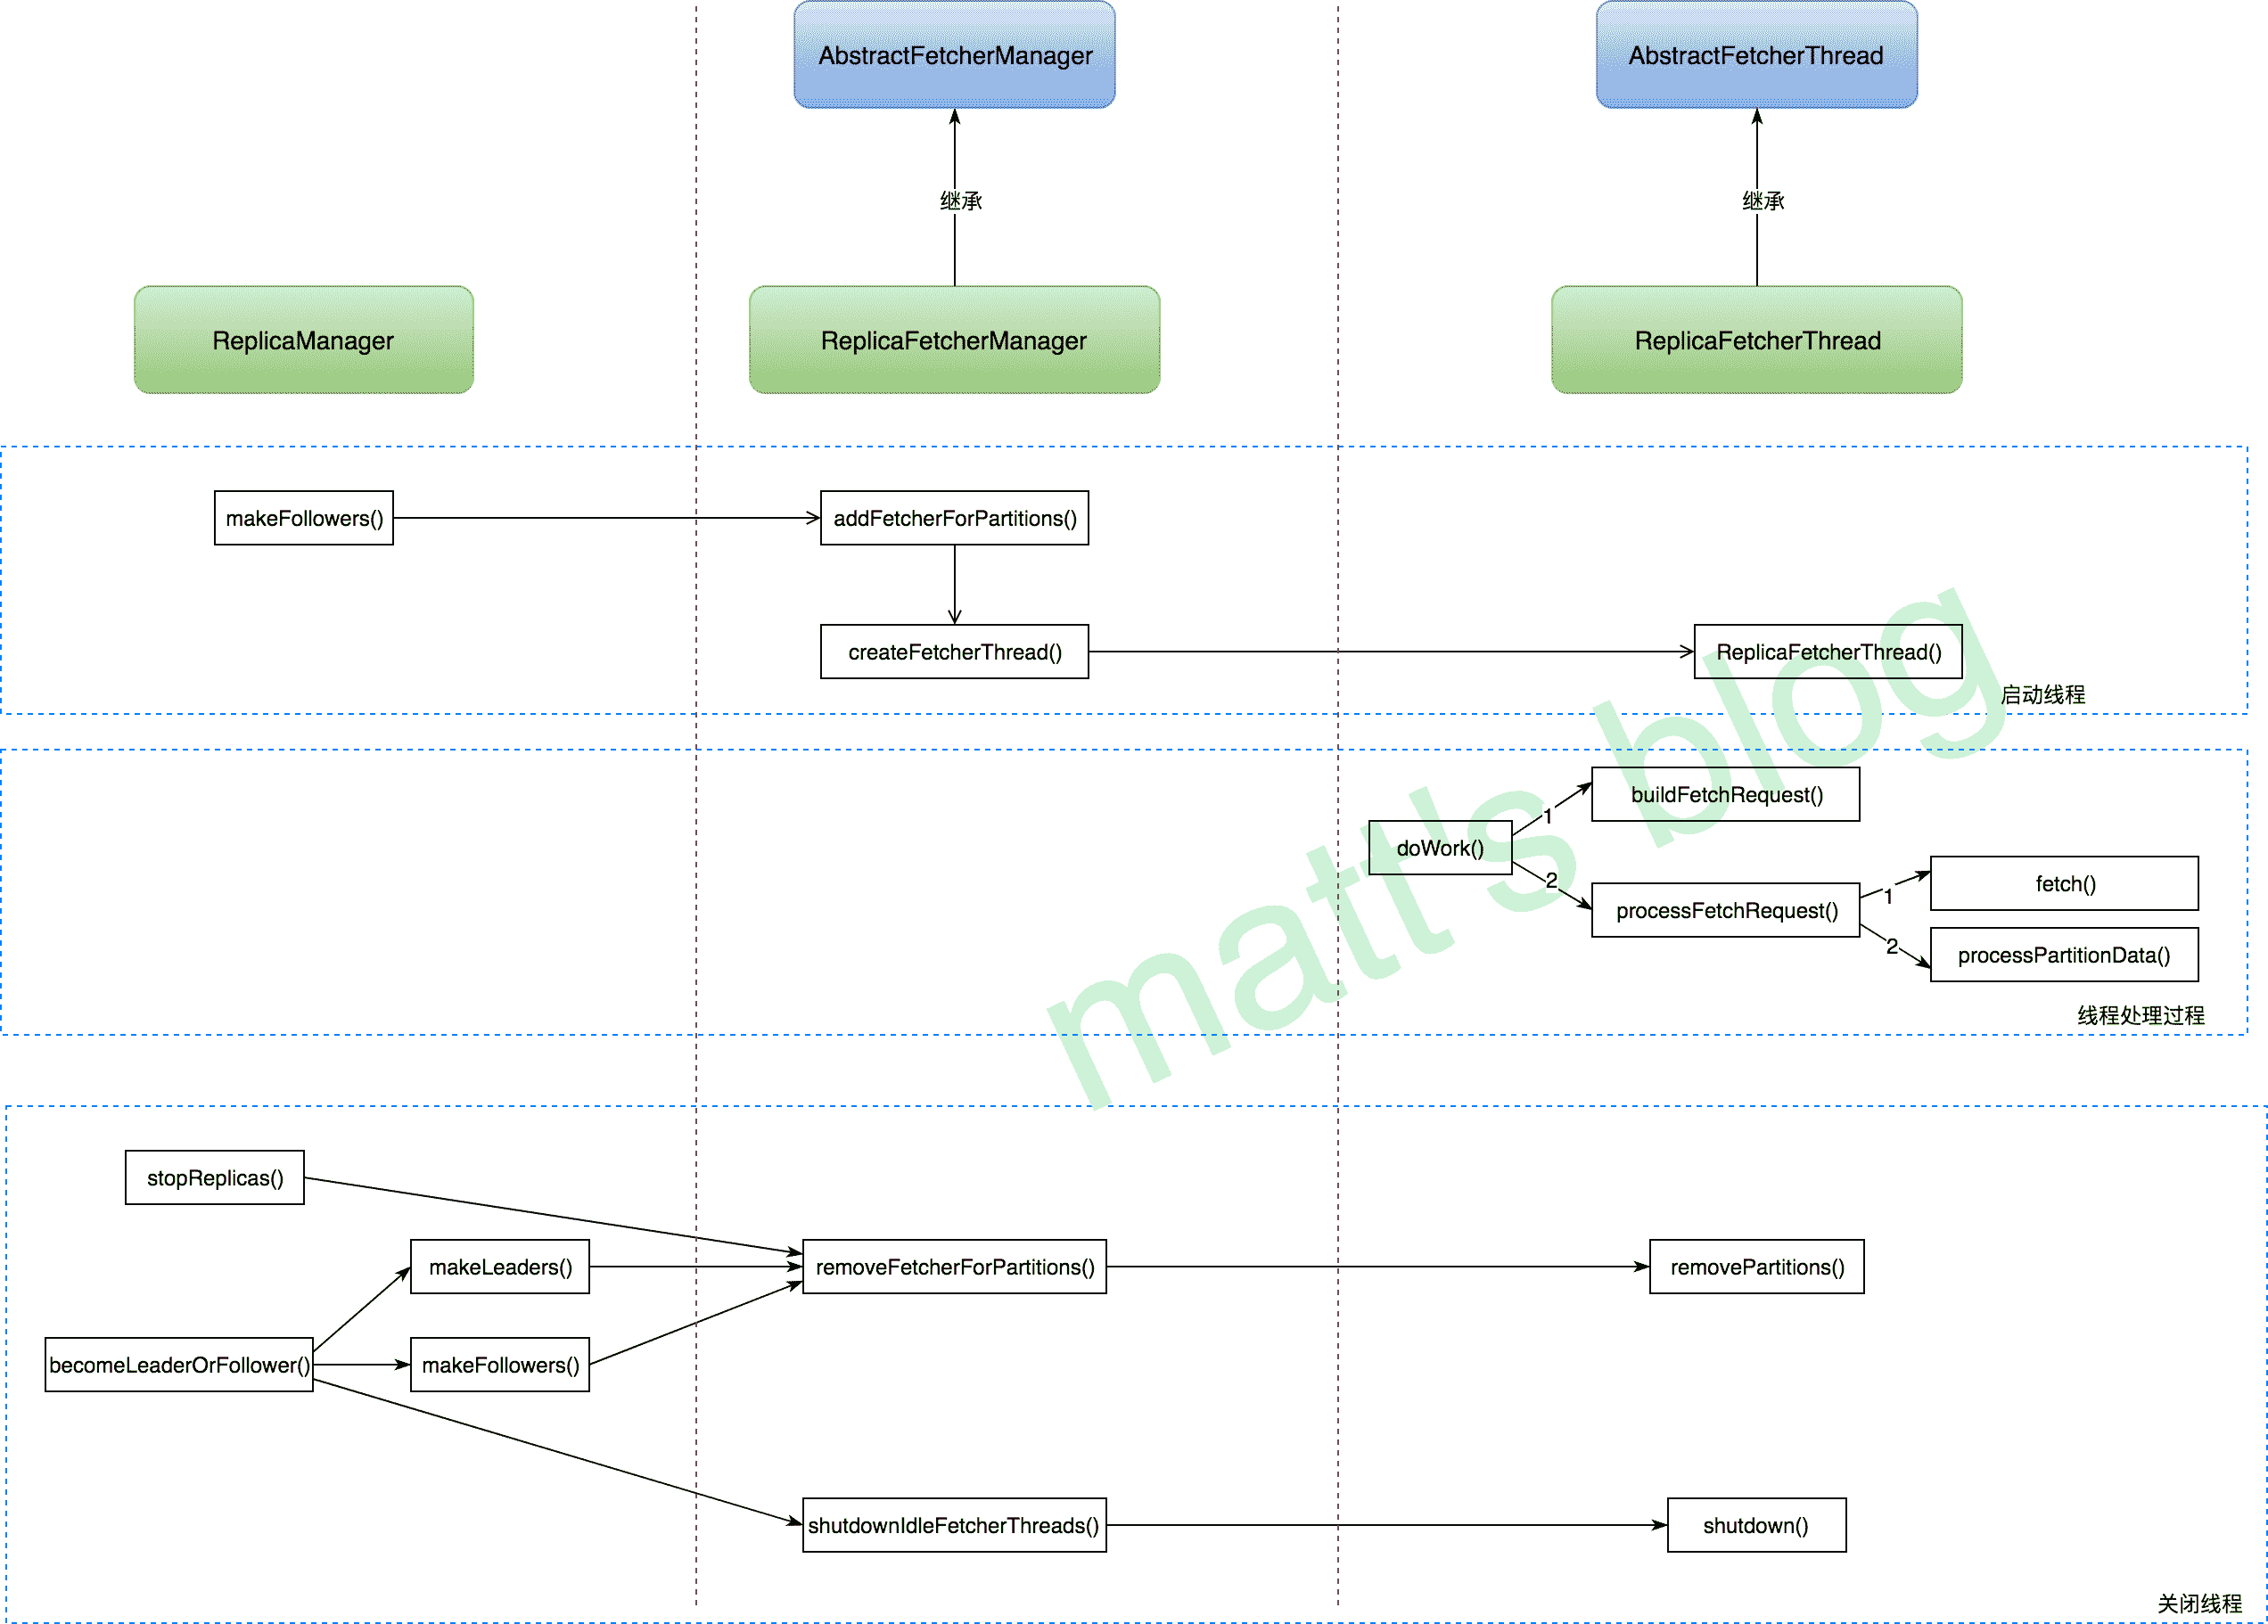 AbstractFetcherManager
AbstractFetcherThread
继承
继承
ReplicaManager
ReplicaFetcherManager
ReplicaFetcherThread
makeFollowers()
addFetcherForPartitions()
createFetcherThread()
ReplicaFetcherThread()
启动线程
buildFetchRequest()
1
doWork()
2
processFetchRequest()
1
fetch()
2
processPartitionData()
线程处理过程
matt's blog
stopReplicas()
makeLeaders()
removeFetcherForPartitions()
removePartitions()
becomeLeaderOrFollower()
makeFollowers()
shutdownIdleFetcherThreads()
shutdown()
关闭线程